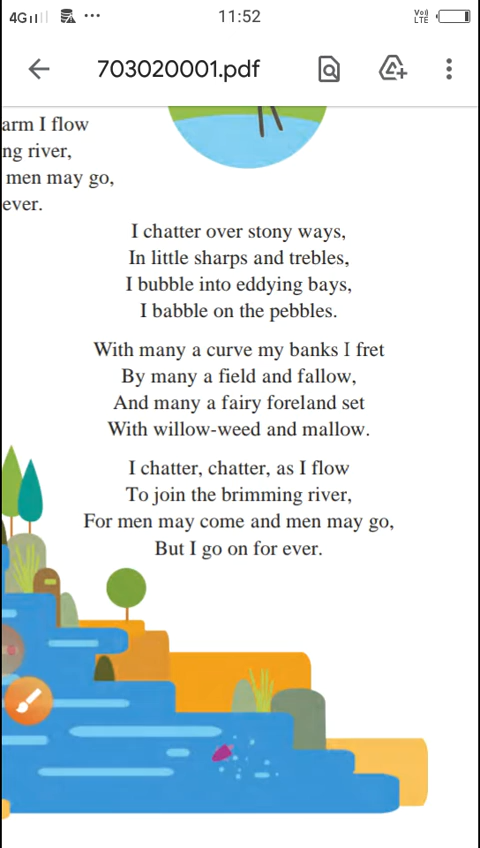 4G
11:52
Vo) LTE
703020001.pdf
arm I flow
ng river,
men may go,
ever.
I chatter over stony ways,
In little sharps and trebles,
I bubble into eddying bays,
I babble on the pebbles.
With many a curve my banks I fret
By many a field and fallow,
And many a fairy foreland set
With willow-weed and mallow.
I chatter, chatter, as I flow
To join the brimming river,
For men may come and men may go,
But I go on for ever.